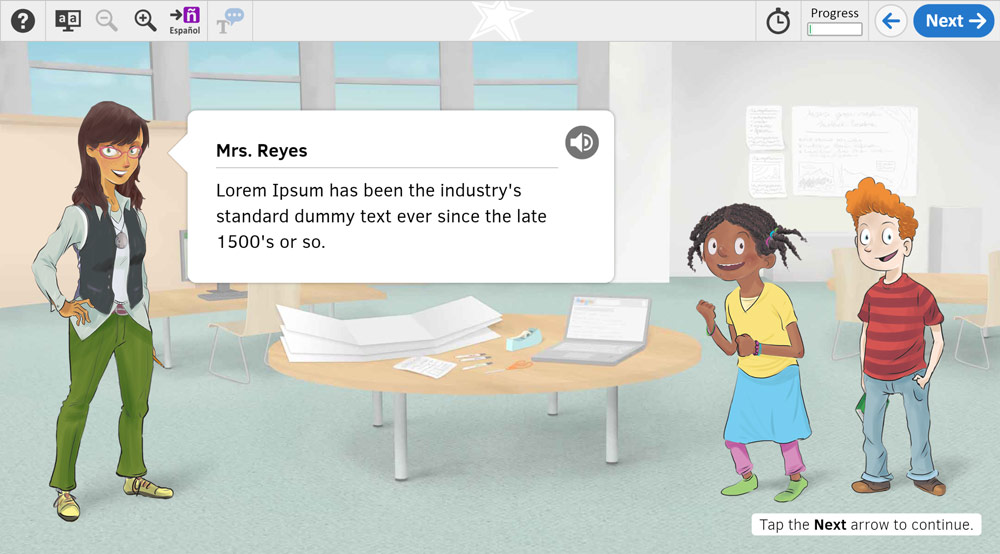 ?
a a
ñ
Español
T
Progress
Next
Mrs. Reyes
Lorem Ipsum has been the industry's
standard dummy text ever since the late
1500's or so.
Tap the Next arrow to continue.